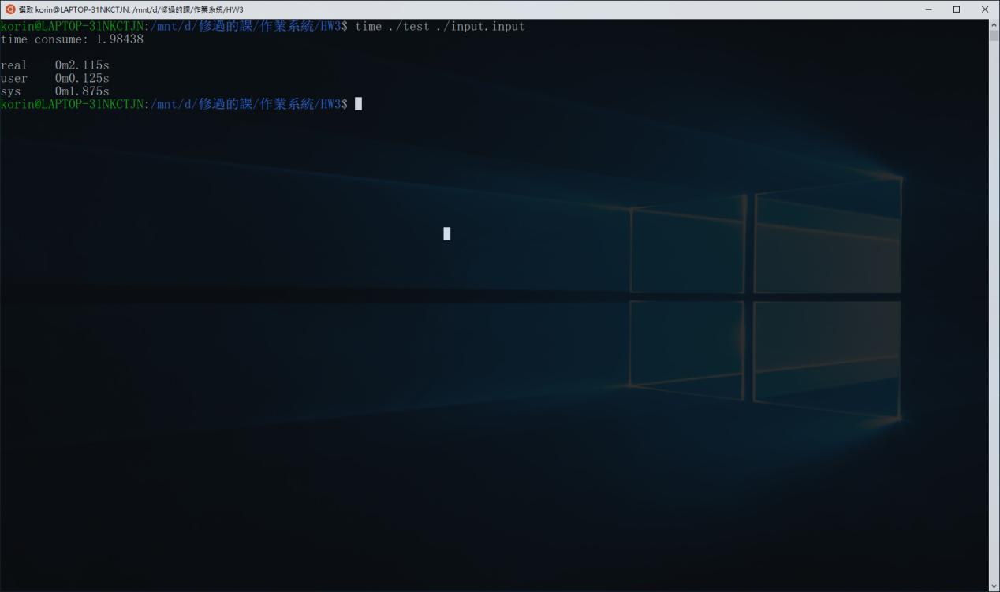 選取 korin@LAPTOP-31NKCTJN: /mnt/d/修過的課/作業系統/HW3
korin@LAPTOP-31NKCTJN:/mnt/d/修過的課/作業系統/HW3$ time ./test ./input.input
time consume: 1.98438
real    0m2.115s
user    0m0.125s
sys     0m1.875s
korin@LAPTOP-31NKCTJN:/mnt/d/修過的課/作業系統/HW3$